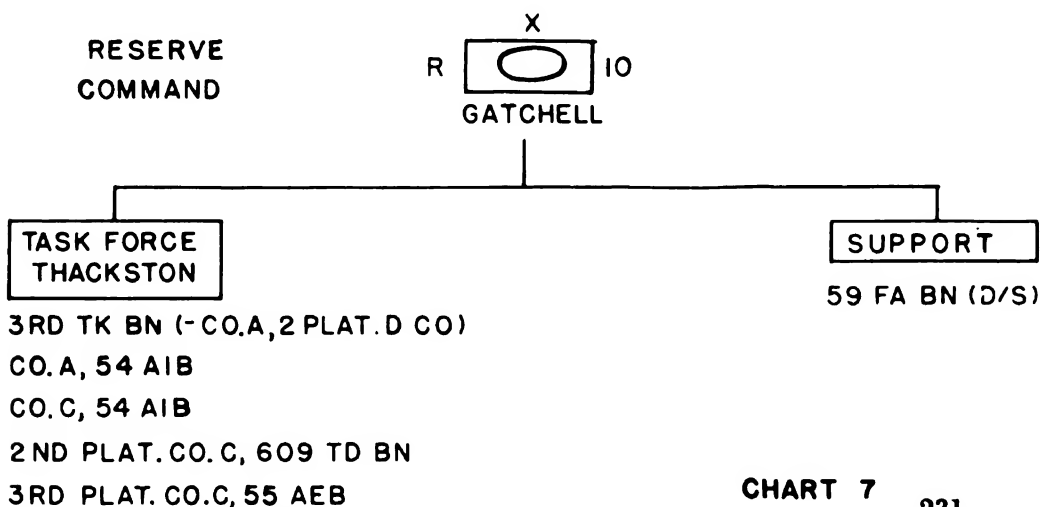 RESERVE
COMMAND
X
R 10
GATCHELL
TASK FORCE
THACKSTON
3RD TK BN (-CO.A,2 PLAT.D CO)
CO.A, 54 AIB
CO.C, 54 AIB
2ND PLAT.CO.C, 609 TD BN
3RD PLAT. CO.C, 55 AEB
SUPPORT
59 FA BN (D/S)
CHART 7